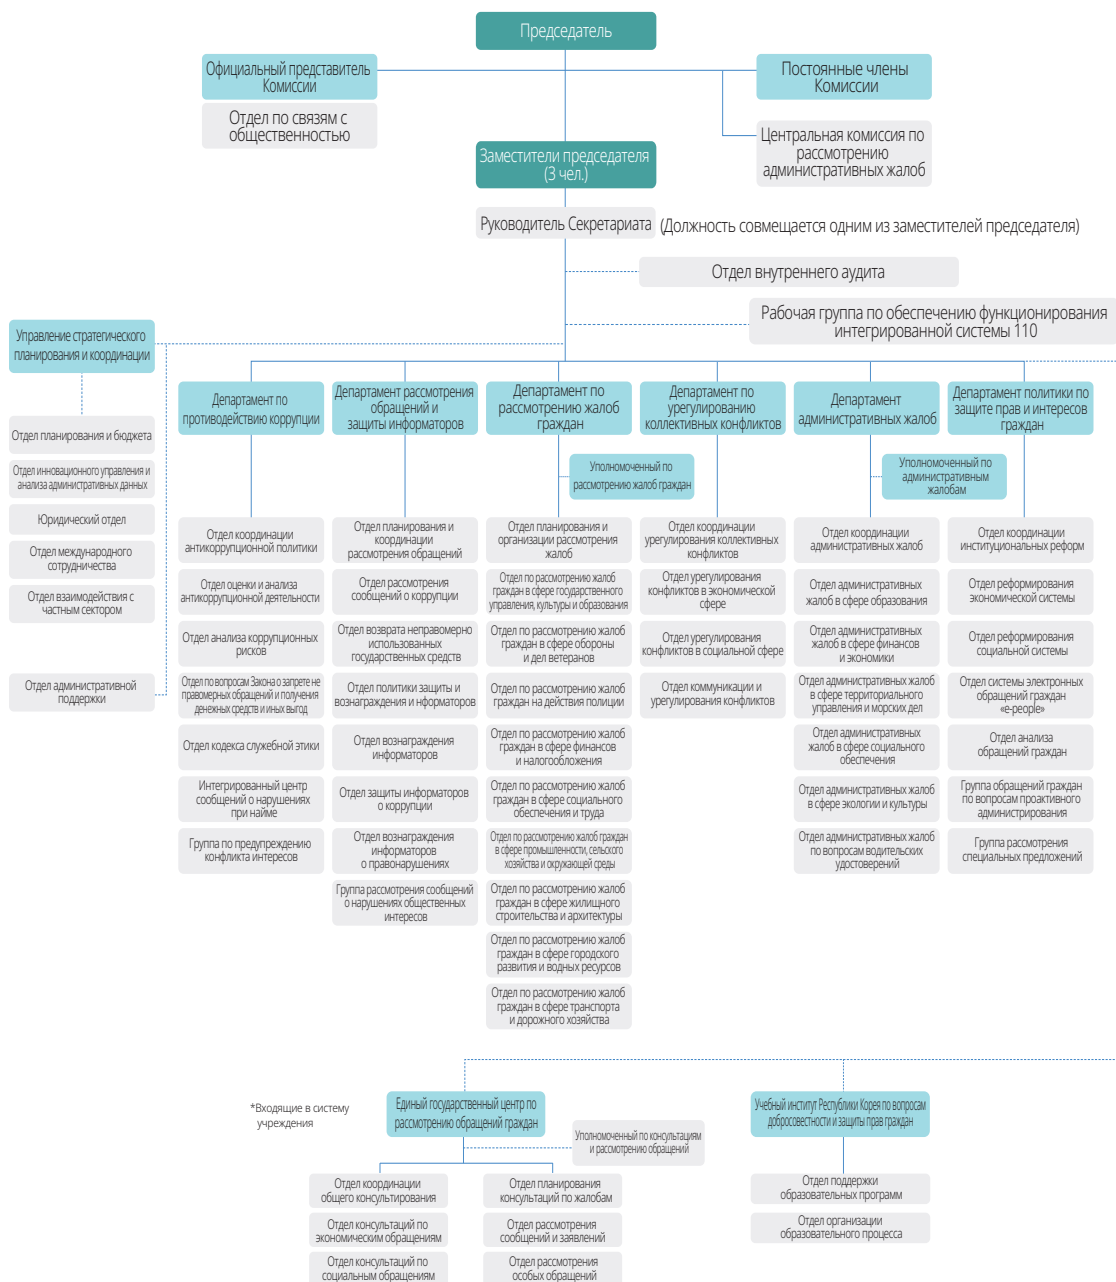 Председатель
Официальный представитель
Комиссии
Постоянные члены
Комиссии
Отдел по связям с
общественностью
Центральная комиссия по
рассмотрению
административных жалоб
Заместители председателя
(3 чел.)
Руководитель Секретариата
(Должность совмещается одним из заместителей председателя)
Отдел внутреннего аудита
Рабочая группа по обеспечению функционирования
интегрированной системы 110
Управление стратегического
планирования и координации
Отдел планирования и бюджета
Отдел инновационного управления и
анализа административных данных
Юридический отдел
Отдел международного
сотрудничества
Отдел взаимодействия с
частным сектором
Отдел административной
поддержки
Департамент по
противодействию коррупции
Отдел координации
антикоррупционной политики
Отдел оценки и анализа
антикоррупционной деятельности
Отдел анализа коррупционных
рисков
Отдел по вопросам Закона о запрете не
правомерных обращений и получения
денежных средств и иных выгод
Отдел кодекса служебной этики
Интегрированный центр
сообщений о нарушениях
при найме
Группа по предупреждению
конфликта интересов
Департамент рассмотрения
обращений и
защиты информаторов
Отдел планирования и
координации
рассмотрения обращений
Отдел рассмотрения
сообщений о коррупции
Отдел возврата неправомерно
использованных
государственных средств
Отдел политики защиты и
вознаграждения и нформаторов
Отдел вознаграждения
информаторов
Отдел защиты информаторов
о коррупции
Отдел вознаграждения
информаторов
о правонарушениях
Группа рассмотрения сообщений
о нарушениях общественных
интересов
Департамент по
рассмотрению жалоб
граждан
Уполномоченный по
рассмотрению жалоб граждан
Отдел планирования и
организации рассмотрения
жалоб
Отдел по рассмотрению жалоб
граждан в сфере государственного
управления, культуры и образования
Отдел по рассмотрению жалоб
граждан в сфере обороны
и дел ветеранов
Отдел по рассмотрению жалоб
граждан на действия полиции
Отдел по рассмотрению жалоб
граждан в сфере финансов
и налогообложения
Отдел по рассмотрению жалоб
граждан в сфере социального
обеспечения и труда
Отдел по рассмотрению жалоб граждан
в сфере промышленности, сельского
хозяйства и окружающей среды
Отдел по рассмотрению жалоб
граждан в сфере жилищного
строительства и архитектуры
Отдел по рассмотрению жалоб
граждан в сфере городского
развития и водных ресурсов
Отдел по рассмотрению жалоб
граждан в сфере транспорта
и дорожного хозяйства
Департамент по
урегулированию
коллективных конфликтов
Отдел координации
урегулирования коллективных
конфликтов
Отдел урегулирования
конфликтов в экономической
сфере
Отдел урегулирования
конфликтов в социальной сфере
Отдел коммуникации и
урегулирования конфликтов
Департамент
административных жалоб
Уполномоченный по
административным
жалобам
Отдел координации
административных жалоб
Отдел административных
жалоб в сфере образования
Отдел административных
жалоб в сфере финансов
и экономики
Отдел административных жалоб
в сфере территориального
управления и морских дел
Отдел административных
жалоб в сфере социального
обеспечения
Отдел административных жалоб
в сфере экологии и культуры
Отдел административных жалоб
по вопросам водительских
удостоверений
Департамент политики по
защите прав и интересов
граждан
Отдел координации
институциональных реформ
Отдел реформирования
экономической системы
Отдел реформирования
социальной системы
Отдел системы электронных
обращений граждан
«e-people»
Отдел анализа
обращений граждан
Группа обращений граждан
по вопросам проактивного
администрирования
Группа рассмотрения
специальных предложений
*Входящие в систему
учреждения
Единый государственный центр по
рассмотрению обращений граждан
Уполномоченный по консультациям
и рассмотрению обращений
Отдел координации
общего консультирования
Отдел консультаций по
экономическим обращениям
Отдел консультаций по
социальным обращениям
Отдел планирования
консультаций по жалобам
Отдел рассмотрения
сообщений и заявлений
Отдел рассмотрения
особых обращений
Учебный институт Республики Корея по вопросам
добросовестности и защиты прав граждан
Отдел поддержки
образовательных программ
Отдел организации
образовательного процесса